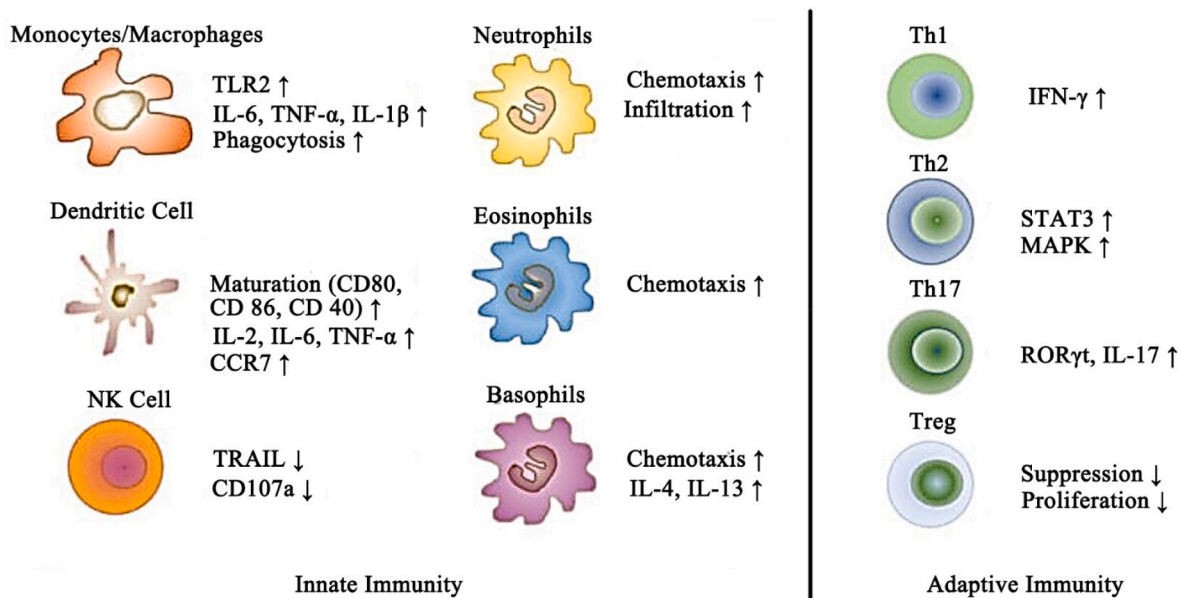 Monocytes/Macrophages
TLR2 ↑
IL-6, TNF-α, IL-1β ↑
Phagocytosis ↑
Dendritic Cell
Maturation (CD80,
CD 86, CD 40) ↑
IL-2, IL-6, TNF-α ↑
CCR7 ↑
NK Cell
TRAIL ↓
CD107a ↓
Neutrophils
Chemotaxis ↑
Infiltration ↑
Eosinophils
Chemotaxis ↑
Basophils
Chemotaxis ↑
IL-4, IL-13 ↑
Innate Immunity
Th1
IFN-γ ↑
Th2
STAT3 ↑
MAPK ↑
Th17
RORγt, IL-17 ↑
Treg
Suppression ↓
Proliferation ↓
Adaptive Immunity